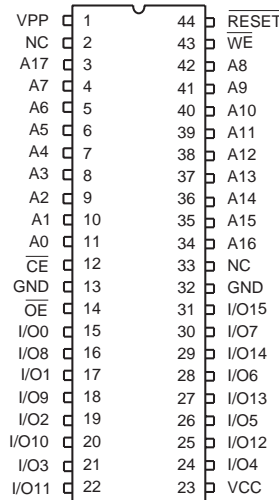 VPP 1 44 RESET
NC 2 43 WE
A17 3 42 A8
A7 4 41 A9
A6 5 40 A10
A5 6 39 A11
A4 7 38 A12
A3 8 37 A13
A2 9 36 A14
A1 10 35 A15
A0 11 34 A16
CE 12 33 NC
GND 13 32 GND
OE 14 31 I/O15
I/O0 15 30 I/O7
I/O8 16 29 I/O14
I/O1 17 28 I/O6
I/O9 18 27 I/O13
I/O2 19 26 I/O5
I/O10 20 25 I/O12
I/O3 21 24 I/O4
I/O11 22 23 VCC